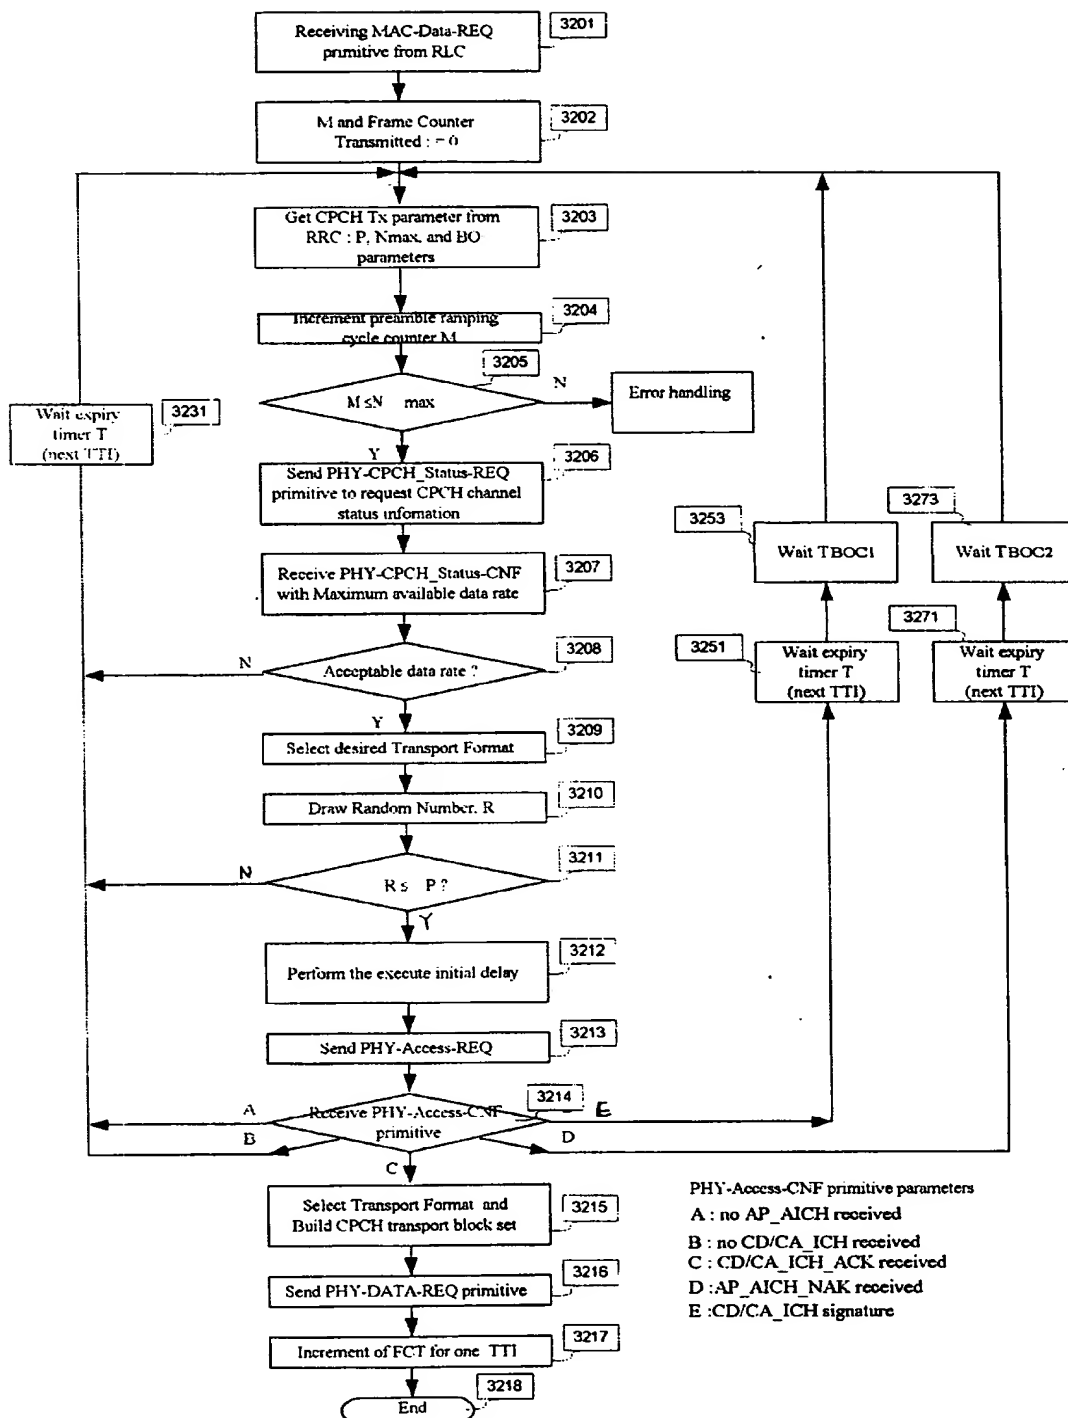 Receiving MAC-Data-REQ
primitive from RLC
3201
M and Frame Counter
Transmitted : = 0
3202
Get CPCH Tx parameter from
RRC : P, Nmax, and BO
parameters
3203
Increment preamble ramping
cycle counter M
3204
3205
M ≤N max
N
Error handling
Y
Wait expiry
timer T
(next TTI)
3231
Send PHY-CPCH_Status-REQ
primitive to request CPCH channel
status information
3206
3253
Wait TBOC1
3273
Wait TBOC2
Receive PHY-CPCH_Status-CNF
with Maximum available data rate
3207
3251
Wait expiry
timer T
(next TTI)
3271
Wait expiry
timer T
(next TTI)
N
Acceptable data rate ?
3208
Y
Select desired Transport Format
3209
Draw Random Number, R
3210
N
R ≤ P ?
3211
Y
Perform the execute initial delay
3212
Send PHY-Access-REQ
3213
A
B
Receive PHY-Access-CNF
primitive
3214
E
D
C
Select Transport Format and
Build CPCH transport block set
3215
Send PHY-DATA-REQ primitive
3216
Increment of FCT for one TTI
3217
End
3218
PHY-Access-CNF primitive parameters
A : no AP_AICH received
B : no CD/CA_ICH received
C : CD/CA_ICH_ACK received
D :AP_AICH_NAK received
E :CD/CA_ICH signature